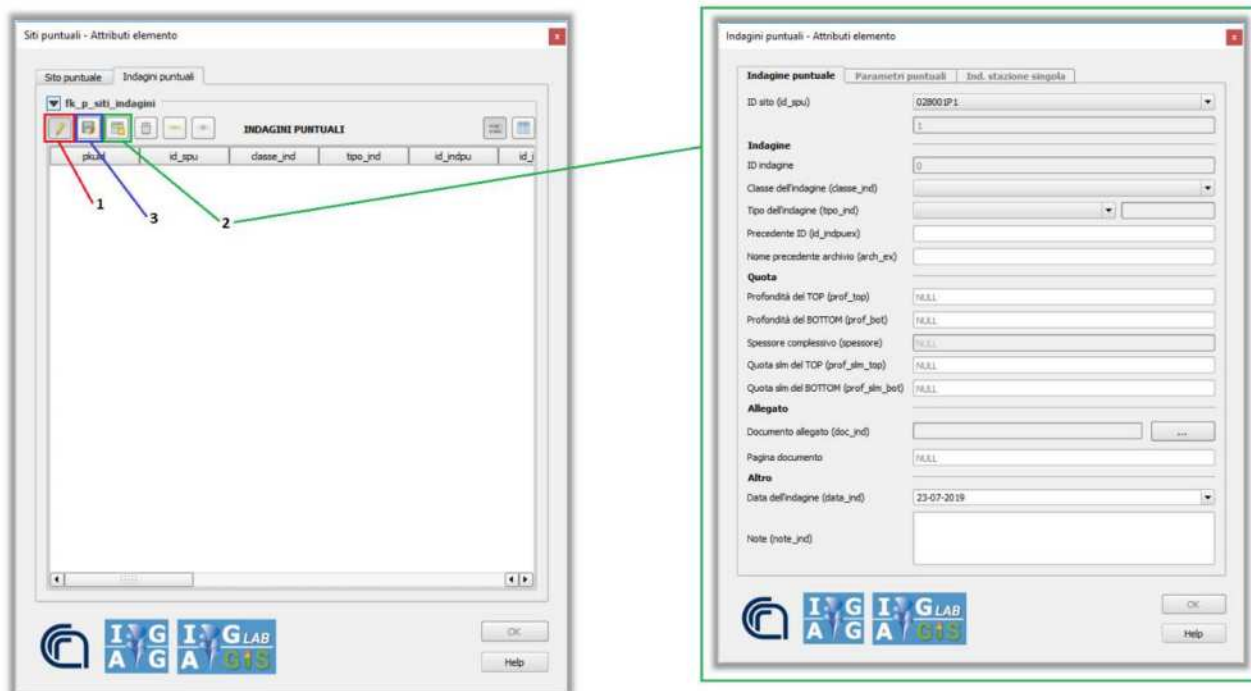 Siti puntuali - Attributi elemento
x
Sito puntuale
Indagini puntuali
fk_p_siti_indagini
INDAGINI PUNTUALI
pkuid
id_spu
classe_ind
tipo_ind
id_indpu
1
3
2
I G
A G
I G LAB
A GIS
OK
Help
Indagini puntuali - Attributi elemento
x
Indagine puntuale
Parametri puntuali
Ind. stazione singola
ID sito (id_spu)
028001P1
1
Indagine
ID indagine
0
Classe dell'indagine (classe_ind)
Tipo dell'indagine (tipo_ind)
Precedente ID (id_indpuex)
Nome precedente archivio (arch_ex)
Quota
Profondità del TOP (prof_top)
NULL
Profondità del BOTTOM (prof_bot)
NULL
Spessore complessivo (spessore)
NULL
Quota slm del TOP (prof_slm_top)
NULL
Quota slm del BOTTOM (prof_slm_bot)
NULL
Allegato
Documento allegato (doc_ind)
...
Pagina documento
NULL
Altro
Data dell'indagine (data_ind)
23-07-2019
Note (note_ind)
I G
A G
I G LAB
A GIS
OK
Help